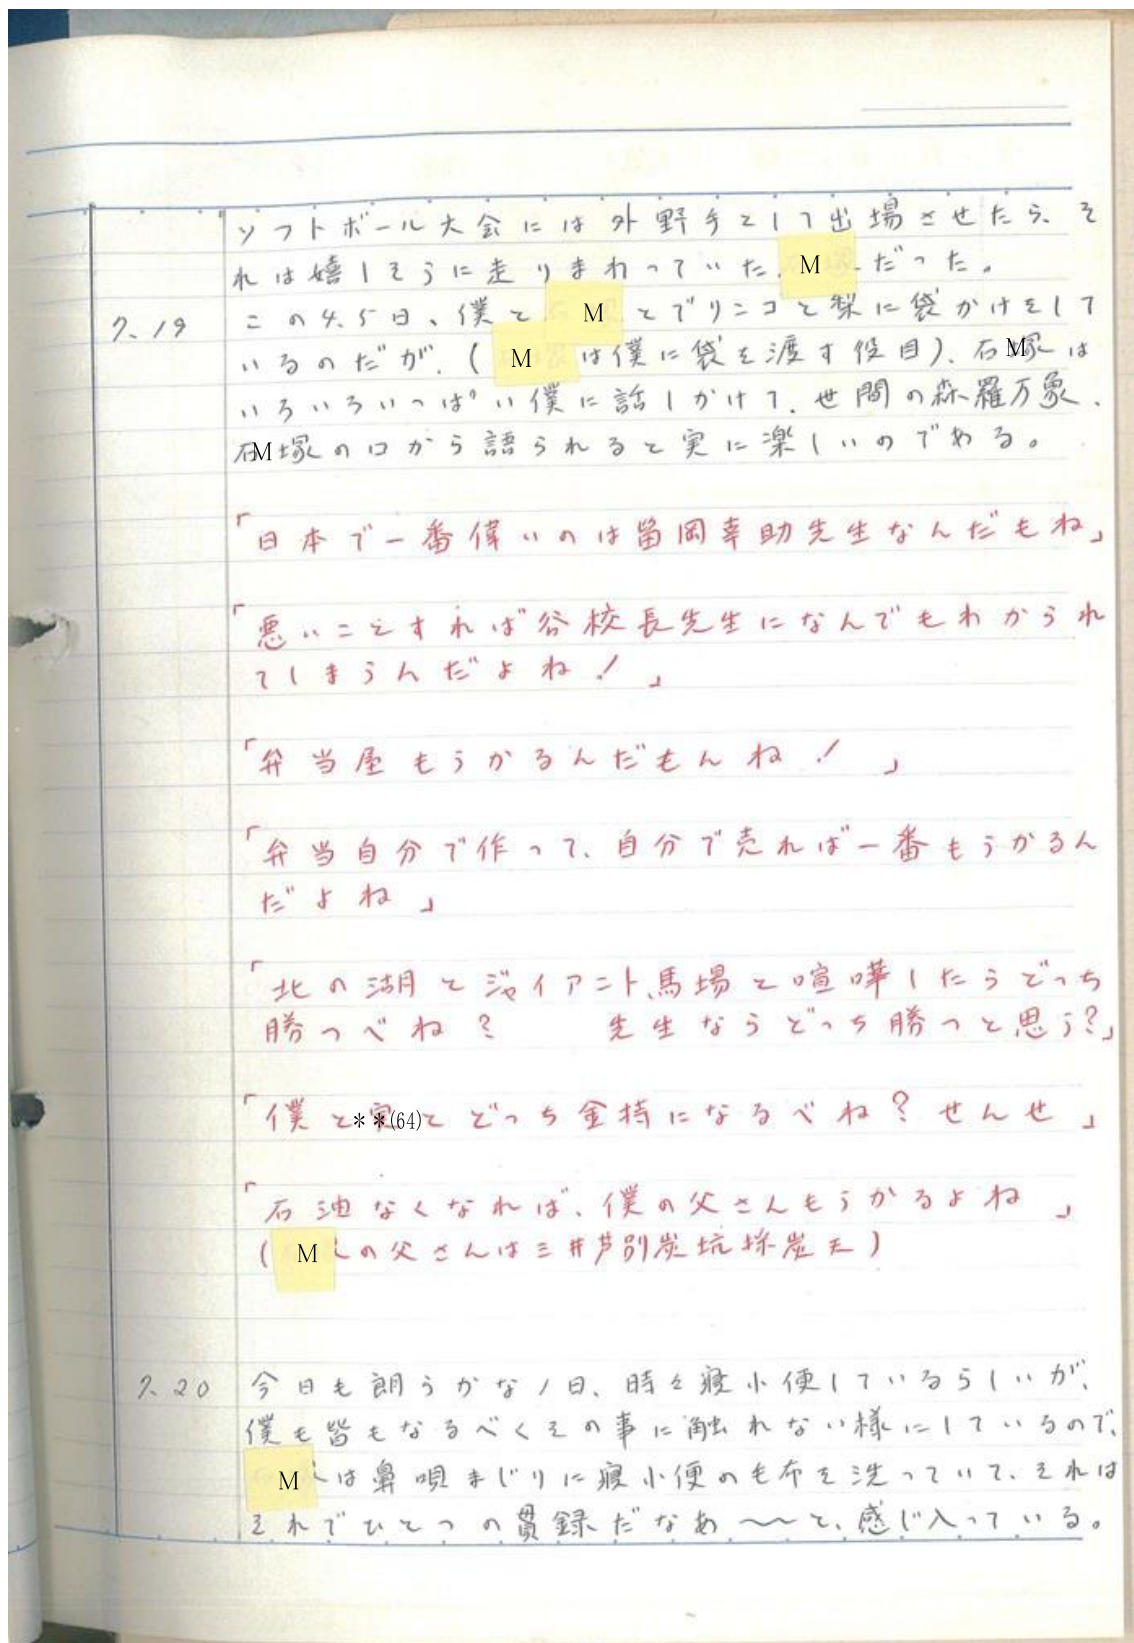 ソフトボール大会には外野手として出場させたら、そ
れは嬉しそうに走りまわっていた、Mだった。
7.19 この4.5日、僕とMとでリンゴと梨に袋かけをして
いるのだが、(Mは僕に袋を渡す役目)、Mは
いろいろいっぱい僕に話しかけて、世間の森羅万象、
Mの口から語られると実に楽しいのである。
「日本で一番偉いのは留岡幸助先生なんだもね」
「悪いことすれば谷校長先生になんでもわかられ
てしまうんだよね!」
「弁当屋もうかるんだもんね!」
「弁当自分で作って、自分で売れば一番もうかるん
だよね」
「北の湖とジャイアント馬場と喧嘩したらどっち
勝つべね? 先生ならどっち勝つと思う?」
「僕と**(64)とどっち金持になるべね?せんせ」
「石油なくなれば、僕の父さんもうかるよね」
(Mの父さんは三井芦別炭坑採炭夫)
7.20 今日も朗らかな1日、時々寝小便しているらしいが、
僕も皆もなるべくその事に触れない様にしているので、
Mは鼻唄まじりに寝小便の毛布を洗っていて、それは
それでひとつの貫録だなあ〜〜と、感じ入っている。